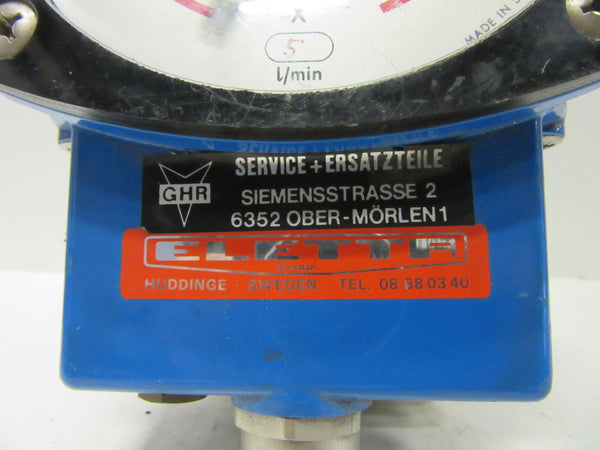 X
5
l/min
MADE IN
GHR
SERVICE + ERSATZTEILE
SIEMENSSTRASSE 2
6352 OBER-MÖRLEN 1
ELETTA
HUDDINGE · SWEDEN · TEL. 08 88 03 40